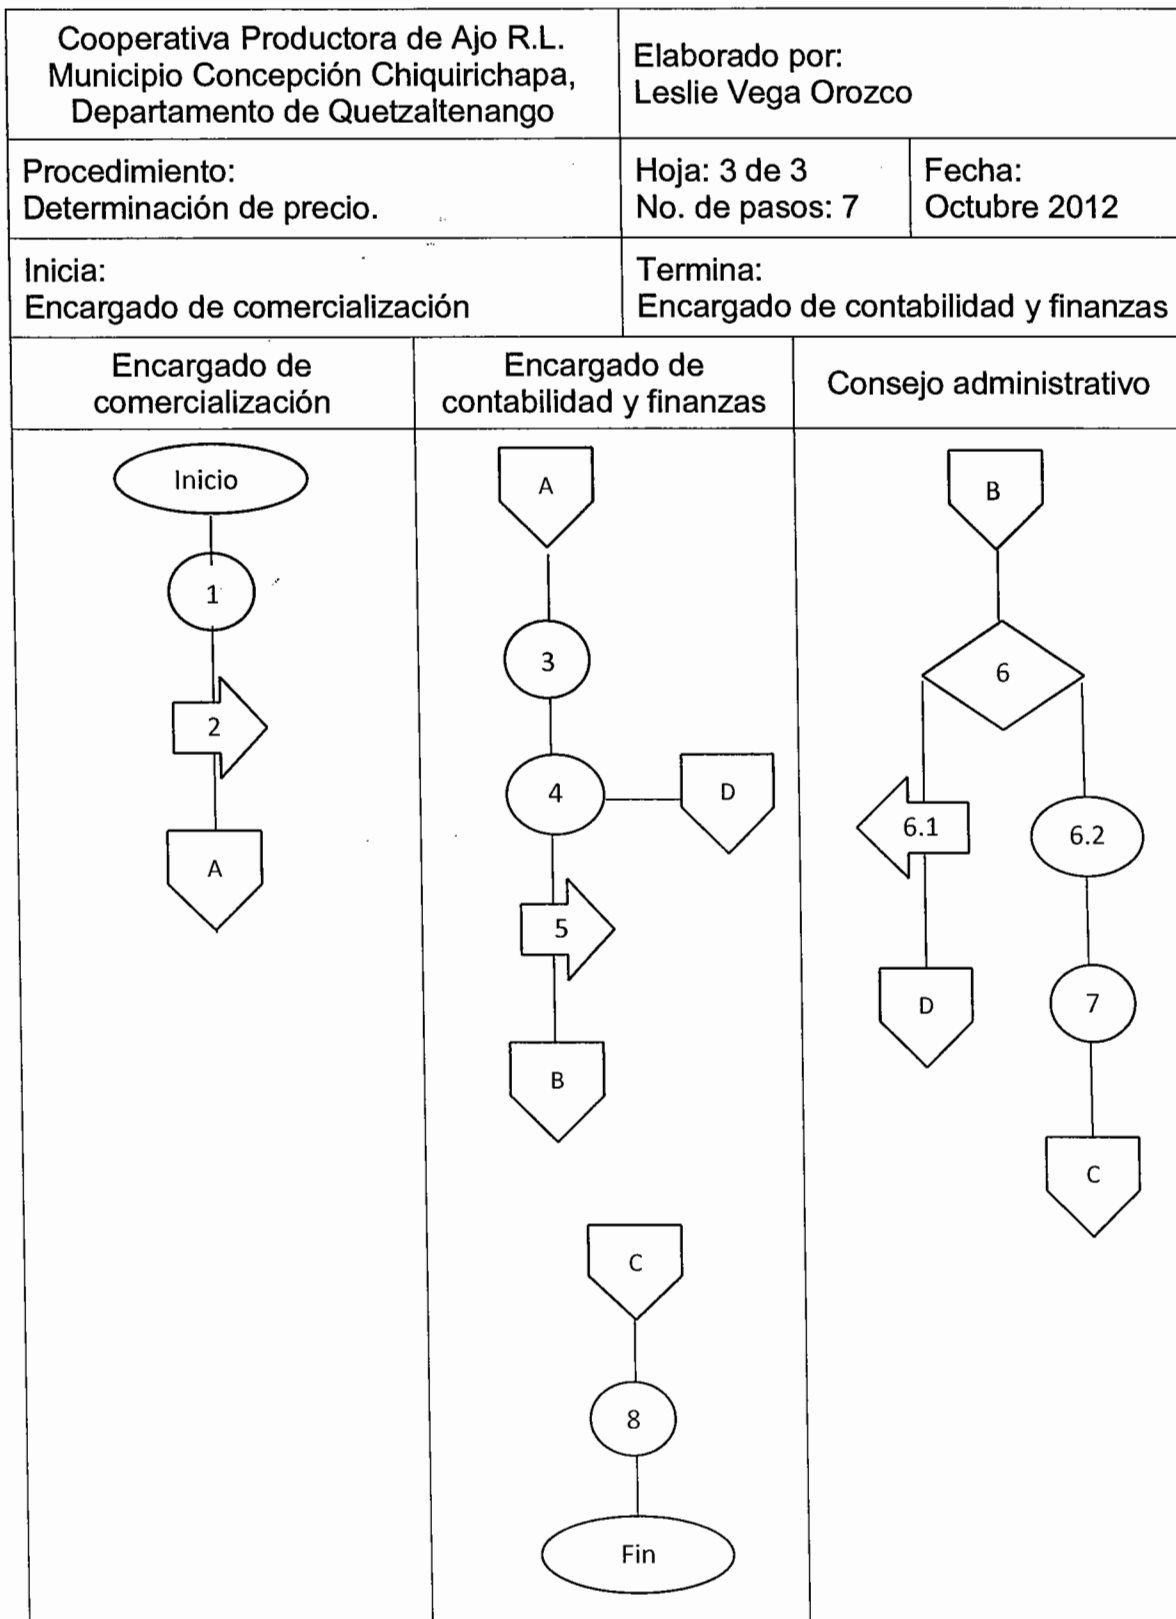 Cooperativa Productora de Ajo R.L.
Municipio Concepción Chiquirichapa,
Departamento de Quetzaltenango
Elaborado por:
Leslie Vega Orozco
Procedimiento:
Determinación de precio.
Hoja: 3 de 3
No. de pasos: 7
Fecha:
Octubre 2012
Inicia:
Encargado de comercialización
Termina:
Encargado de contabilidad y finanzas
Encargado de
comercialización
Encargado de
contabilidad y finanzas
Consejo administrativo
Inicio
1
2
A
A
3
4
D
5
B
C
8
Fin
B
6
6.1
6.2
D
7
C